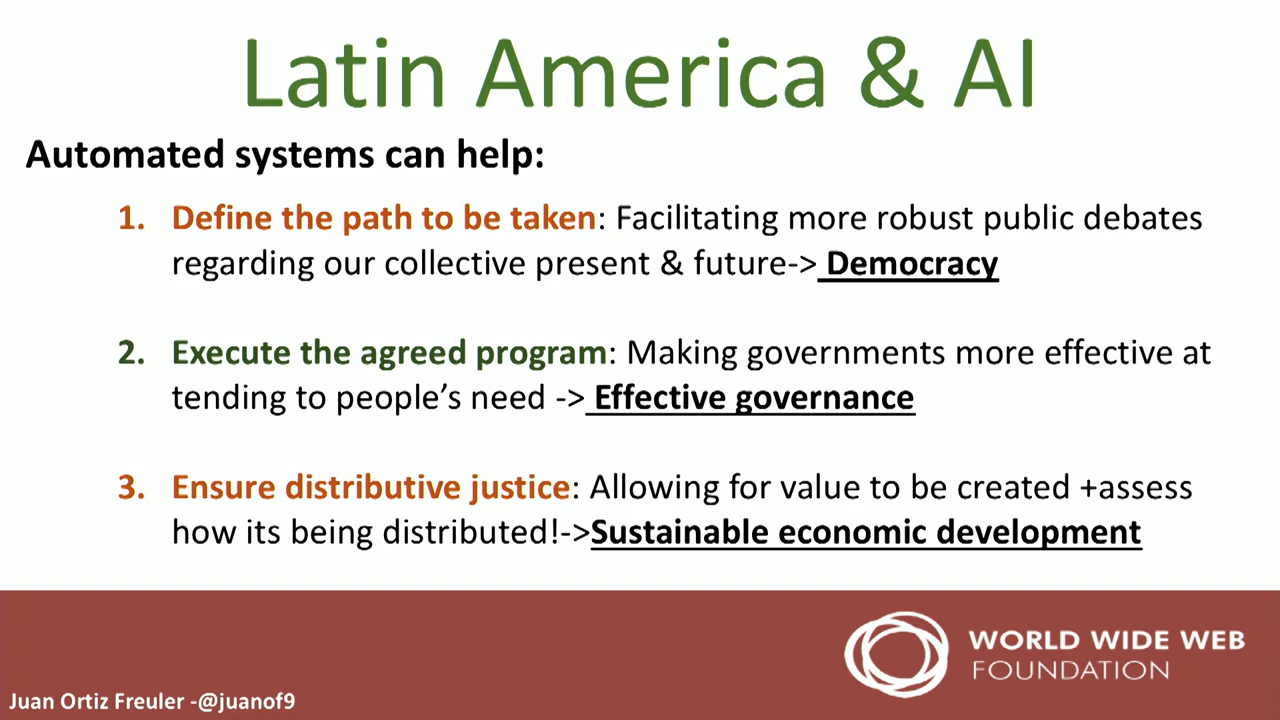 Latin America & AI
Automated systems can help:
1. Define the path to be taken: Facilitating more robust public debates
regarding our collective present & future-> Democracy
2. Execute the agreed program: Making governments more effective at
tending to people’s need -> Effective governance
3. Ensure distributive justice: Allowing for value to be created +assess
how its being distributed!->Sustainable economic development
WORLD WIDE WEB
FOUNDATION
Juan Ortiz Freuler -@juanof9